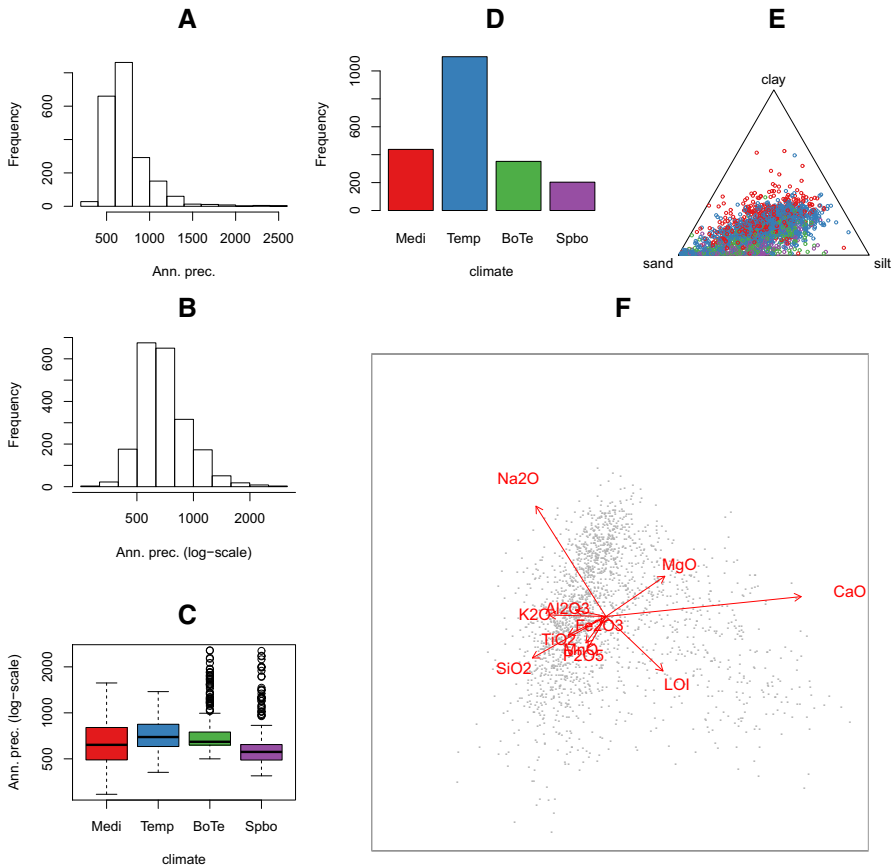 A
Frequency
0
200
600
500
1000
1500
2000
2500
Ann. prec.
D
Frequency
0
200
600
1000
Medi
Temp
BoTe
Spbo
climate
E
clay
sand
silt
B
Frequency
0
200
400
600
500
1000
2000
Ann. prec. (log−scale)
C
Ann. prec. (log−scale)
500
1000
2000
Medi
Temp
BoTe
Spbo
climate
F
Na2O
MgO
CaO
Al2O3
K2O
Fe2O3
TiO2
MnO
P2O5
SiO2
LOI